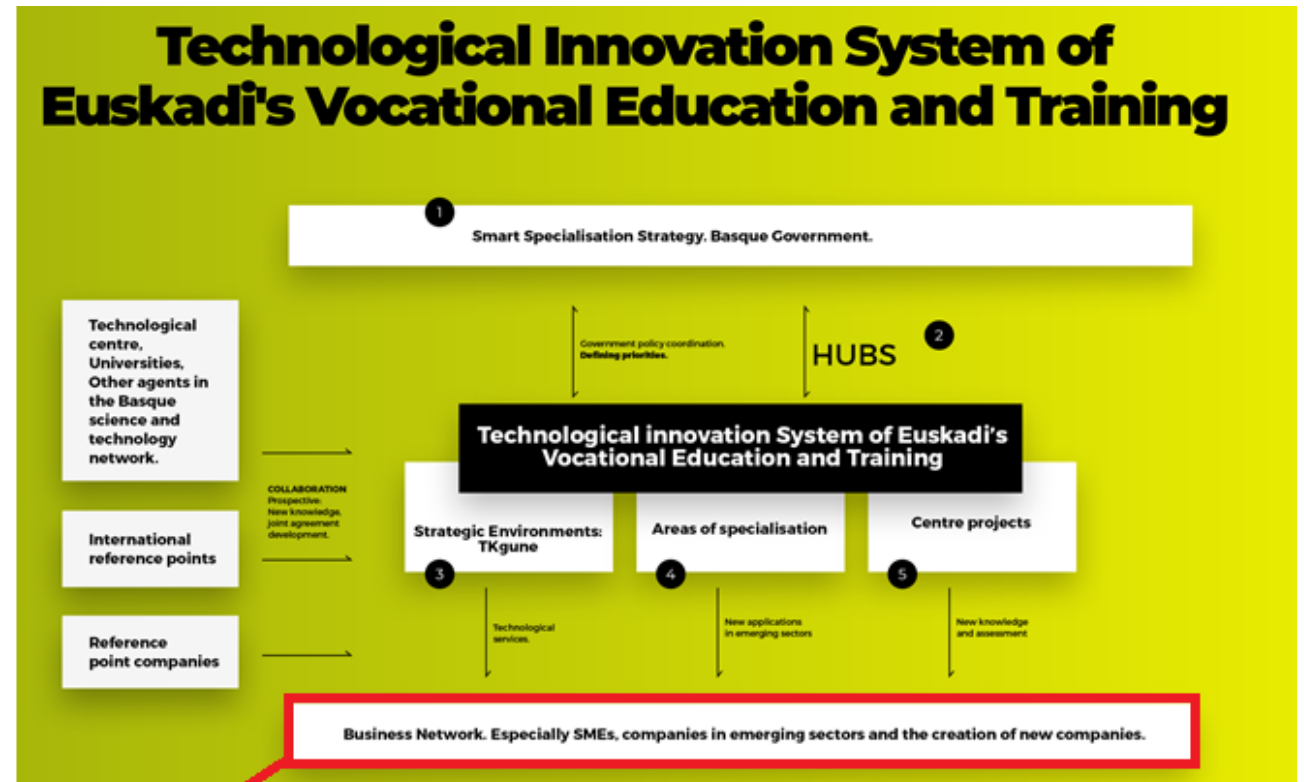 Technological Innovation System of
Euskadi's Vocational Education and Training
1
Smart Specialisation Strategy. Basque Government.
Technological
centre,
Universities,
Other agents in
the Basque
science and
technology
network.
Government policy coordination.
Defining priorities.
HUBS
2
Technological innovation System of Euskadi's
Vocational Education and Training
COLLABORATION
Prospective:
New knowledge,
joint agreement
development.
International
reference points
Strategic Environments:
TKgune
3
Areas of specialisation
4
Centre projects
5
Reference
point companies
Technological
services.
New applications
in emerging sectors
New knowledge
and assessment
Business Network. Especially SMEs, companies in emerging sectors and the creation of new companies.